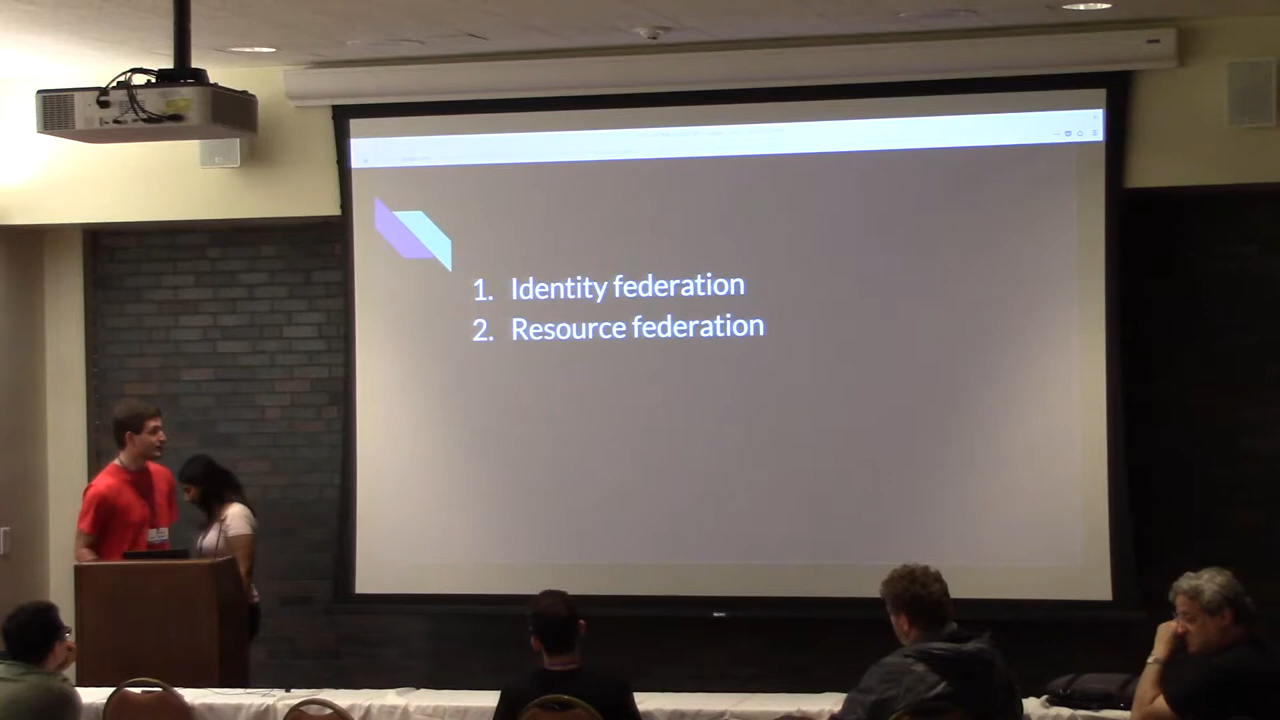 1. Identity federation
2. Resource federation